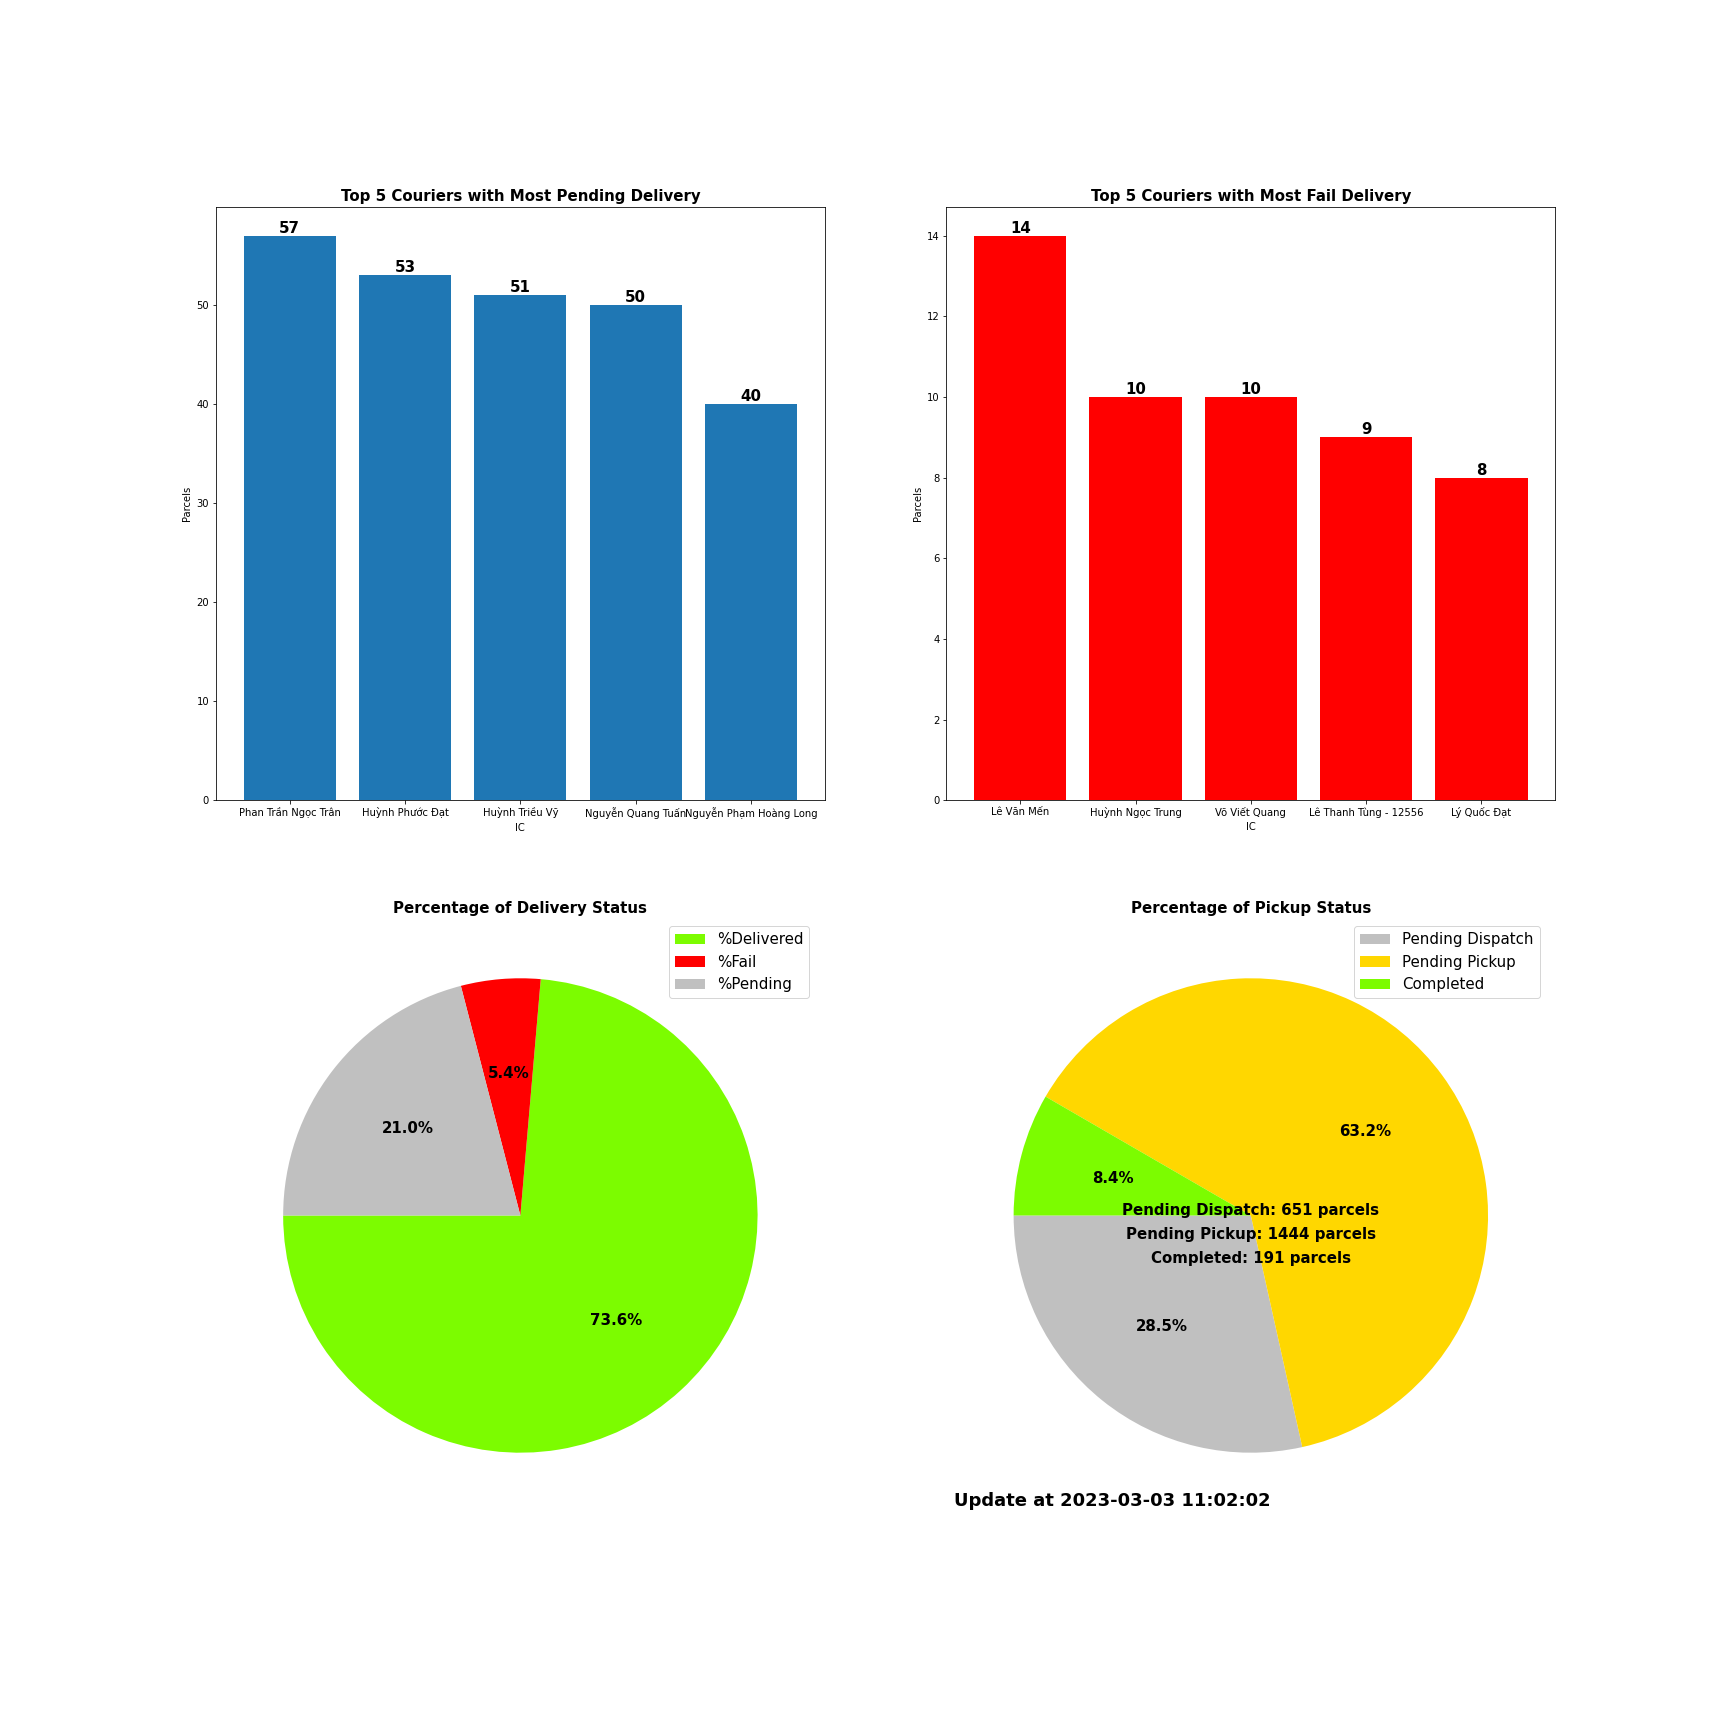 Top 5 Couriers with Most Pending Delivery
57
53
51
50
40
50
40
30
20
10
0
Parcels
Phan Trần Ngọc Trân
Huỳnh Phước Đạt
Huỳnh Triều Vỹ
Nguyễn Quang Tuấn
Nguyễn Phạm Hoàng Long
IC
Top 5 Couriers with Most Fail Delivery
14
10
10
9
8
14
12
10
8
6
4
2
0
Parcels
Lê Văn Mến
Huỳnh Ngọc Trung
Võ Viết Quang
Lê Thanh Tùng - 12556
Lý Quốc Đạt
IC
Percentage of Delivery Status
%Delivered
%Fail
%Pending
5.4%
21.0%
73.6%
Percentage of Pickup Status
Pending Dispatch
Pending Pickup
Completed
63.2%
8.4%
Pending Dispatch: 651 parcels
Pending Pickup: 1444 parcels
Completed: 191 parcels
28.5%
Update at 2023-03-03 11:02:02